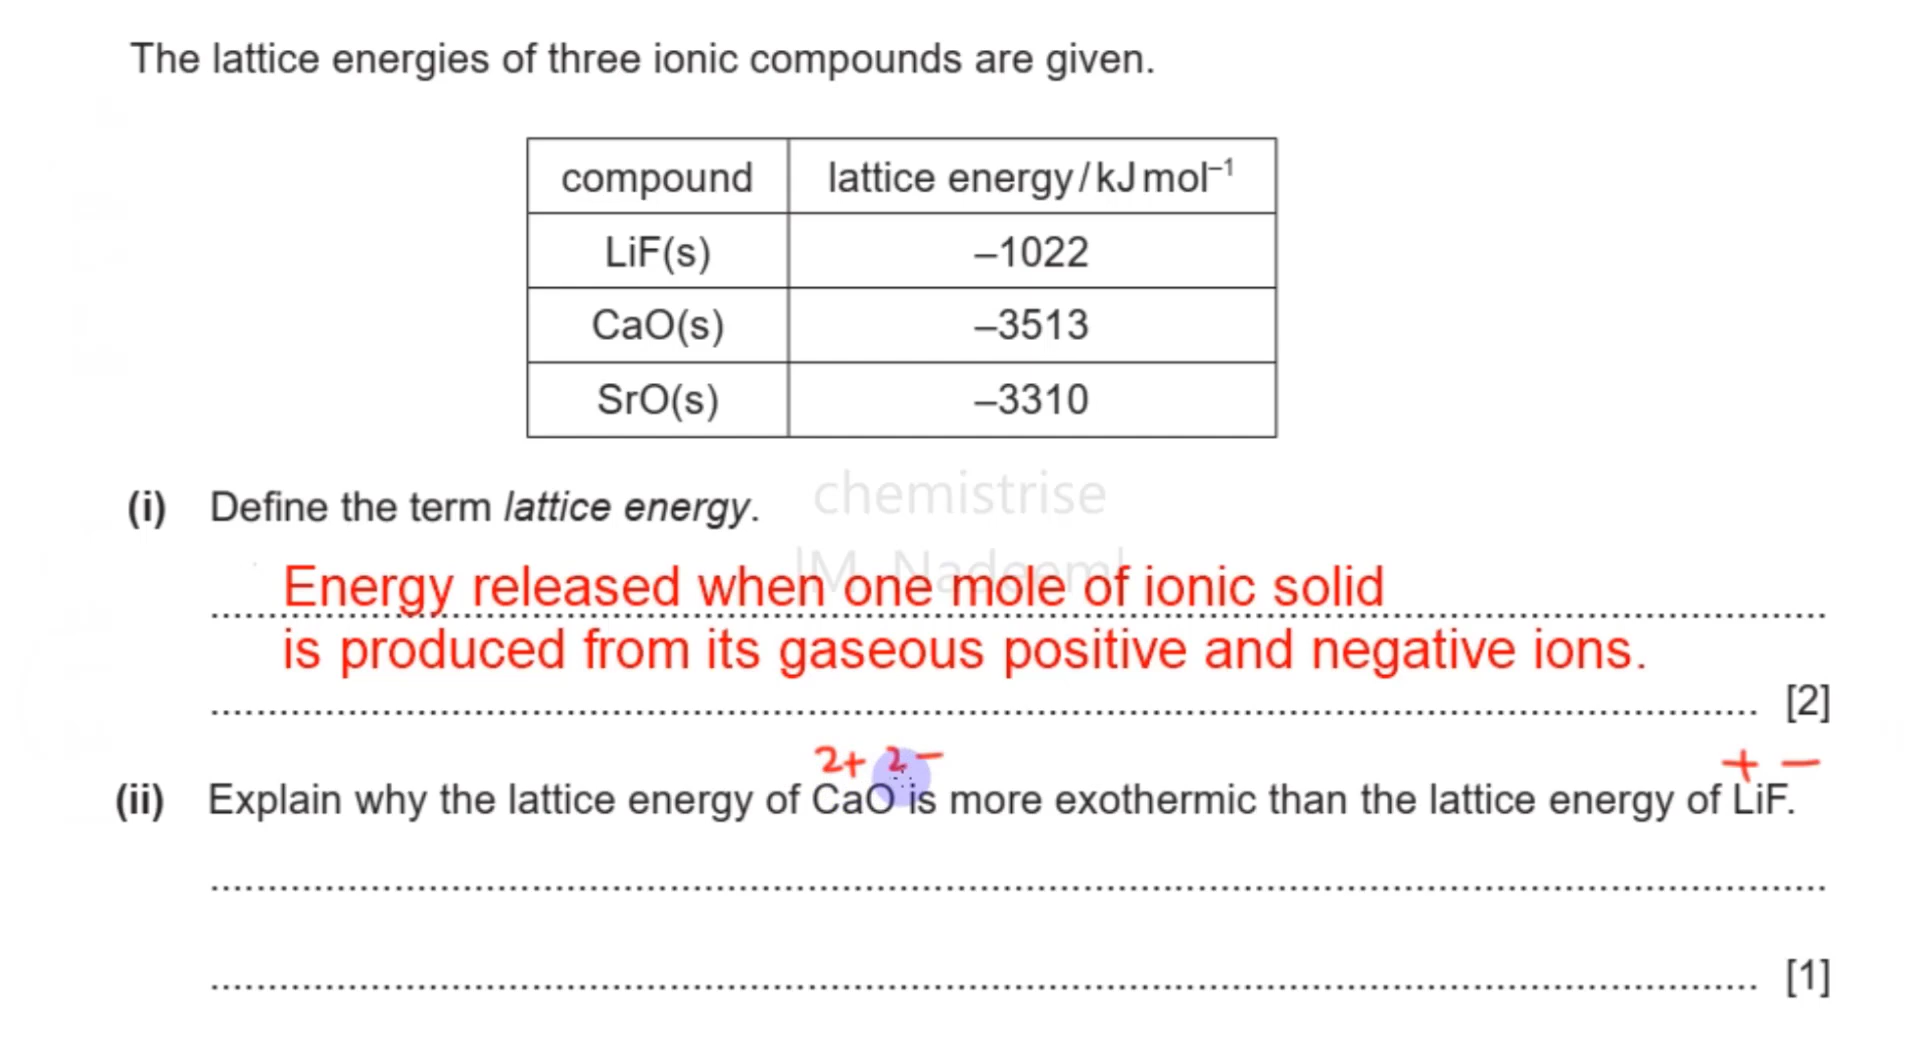 The lattice energies of three ionic compounds are given.
compound lattice energy/kJ mol⁻¹
LiF(s) –1022
CaO(s) –3513
SrO(s) –3310
(i) Define the term lattice energy.
chemistrise
|M. Nadeem|
Energy released when one mole of ionic solid
is produced from its gaseous positive and negative ions.
[2]
2+ 2− + −
(ii) Explain why the lattice energy of CaO is more exothermic than the lattice energy of LiF.
[1]